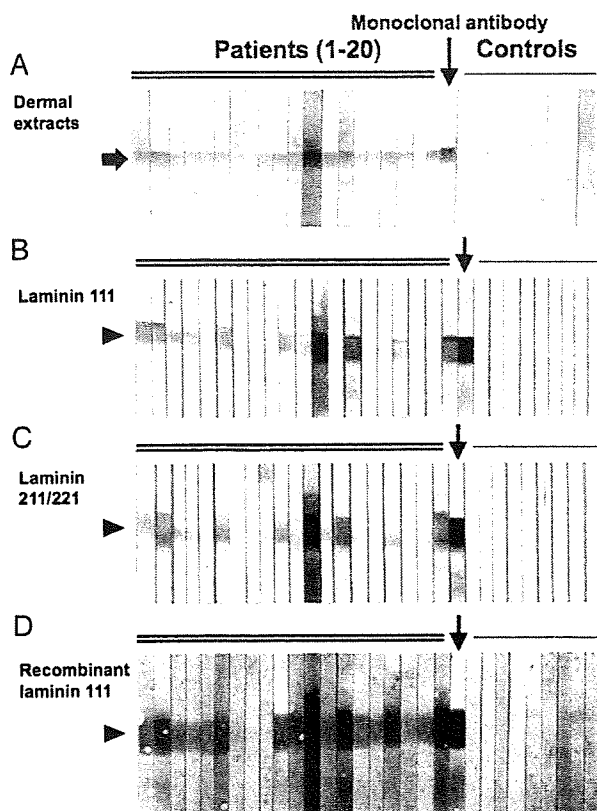 Monoclonal antibody
Patients (1-20)
Controls
A
Dermal
extracts
B
Laminin 111
C
Laminin
211/221
D
Recombinant
laminin 111